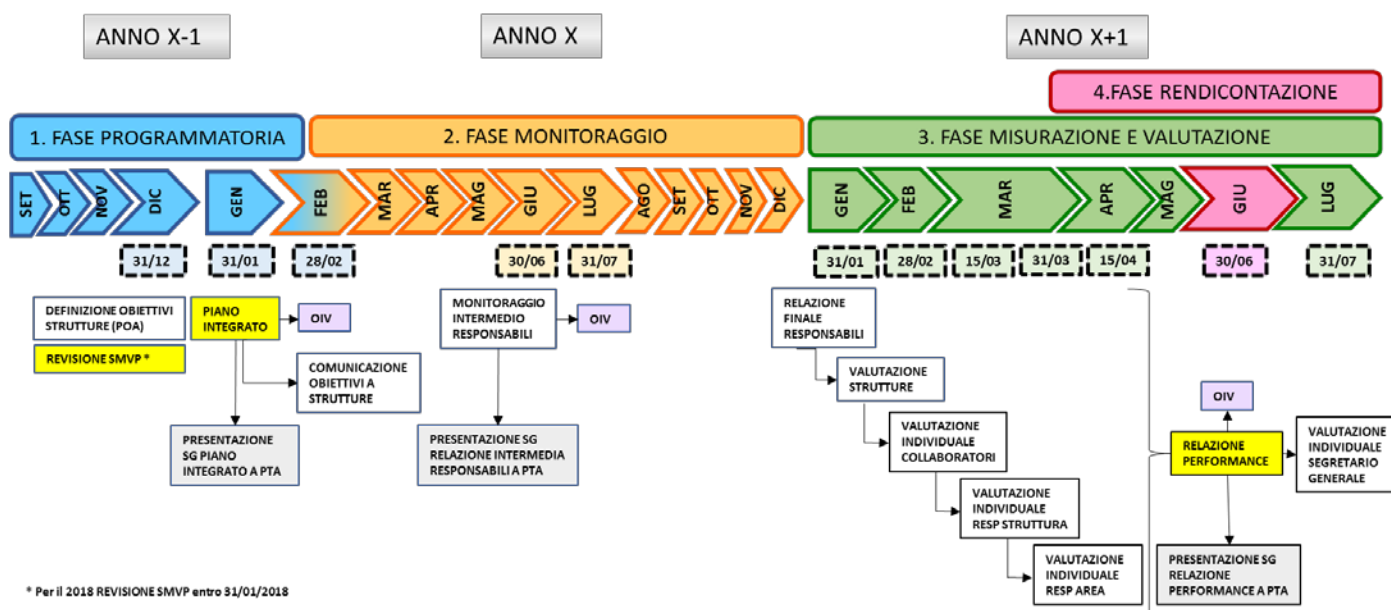 ANNO X-1
ANNO X
ANNO X+1
4.FASE RENDICONTAZIONE
1. FASE PROGRAMMATORIA
2. FASE MONITORAGGIO
3. FASE MISURAZIONE E VALUTAZIONE
SET
OTT
NOV
DIC
GEN
FEB
MAR
APR
MAG
GIU
LUG
AGO
SET
OTT
NOV
DIC
GEN
FEB
MAR
APR
MAG
GIU
LUG
31/12
31/01
28/02
30/06
31/07
31/01
28/02
15/03
31/03
15/04
30/06
31/07
DEFINIZIONE OBIETTIVI
STRUTTURE (POA)
REVISIONE SMVP *
PIANO
INTEGRATO
OIV
COMUNICAZIONE
OBIETTIVI A
STRUTTURE
PRESENTAZIONE
SG PIANO
INTEGRATO A PTA
MONITORAGGIO
INTERMEDIO
RESPONSABILI
OIV
PRESENTAZIONE SG
RELAZIONE INTERMEDIA
RESPONSABILI A PTA
RELAZIONE
FINALE
RESPONSABILI
VALUTAZIONE
STRUTTURE
VALUTAZIONE
INDIVIDUALE
COLLABORATORI
VALUTAZIONE
INDIVIDUALE
RESP STRUTTURA
VALUTAZIONE
INDIVIDUALE
RESP AREA
OIV
RELAZIONE
PERFORMANCE
VALUTAZIONE
INDIVIDUALE
SEGRETARIO
GENERALE
PRESENTAZIONE SG
RELAZIONE
PERFORMANCE A PTA
* Per il 2018 REVISIONE SMVP entro 31/01/2018